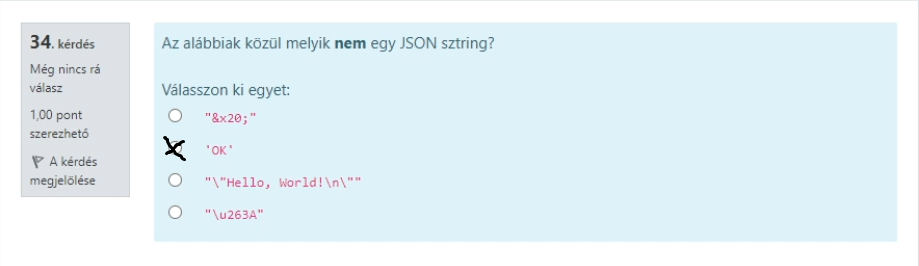 34. kérdés
Még nincs rá
válasz
1,00 pont
szerezhető
A kérdés
megjelölése
Az alábbiak közül melyik nem egy JSON sztring?
Válasszon ki egyet:
"&x20;"
'OK'
"\"Hello, World!\n\""
"\u263A"